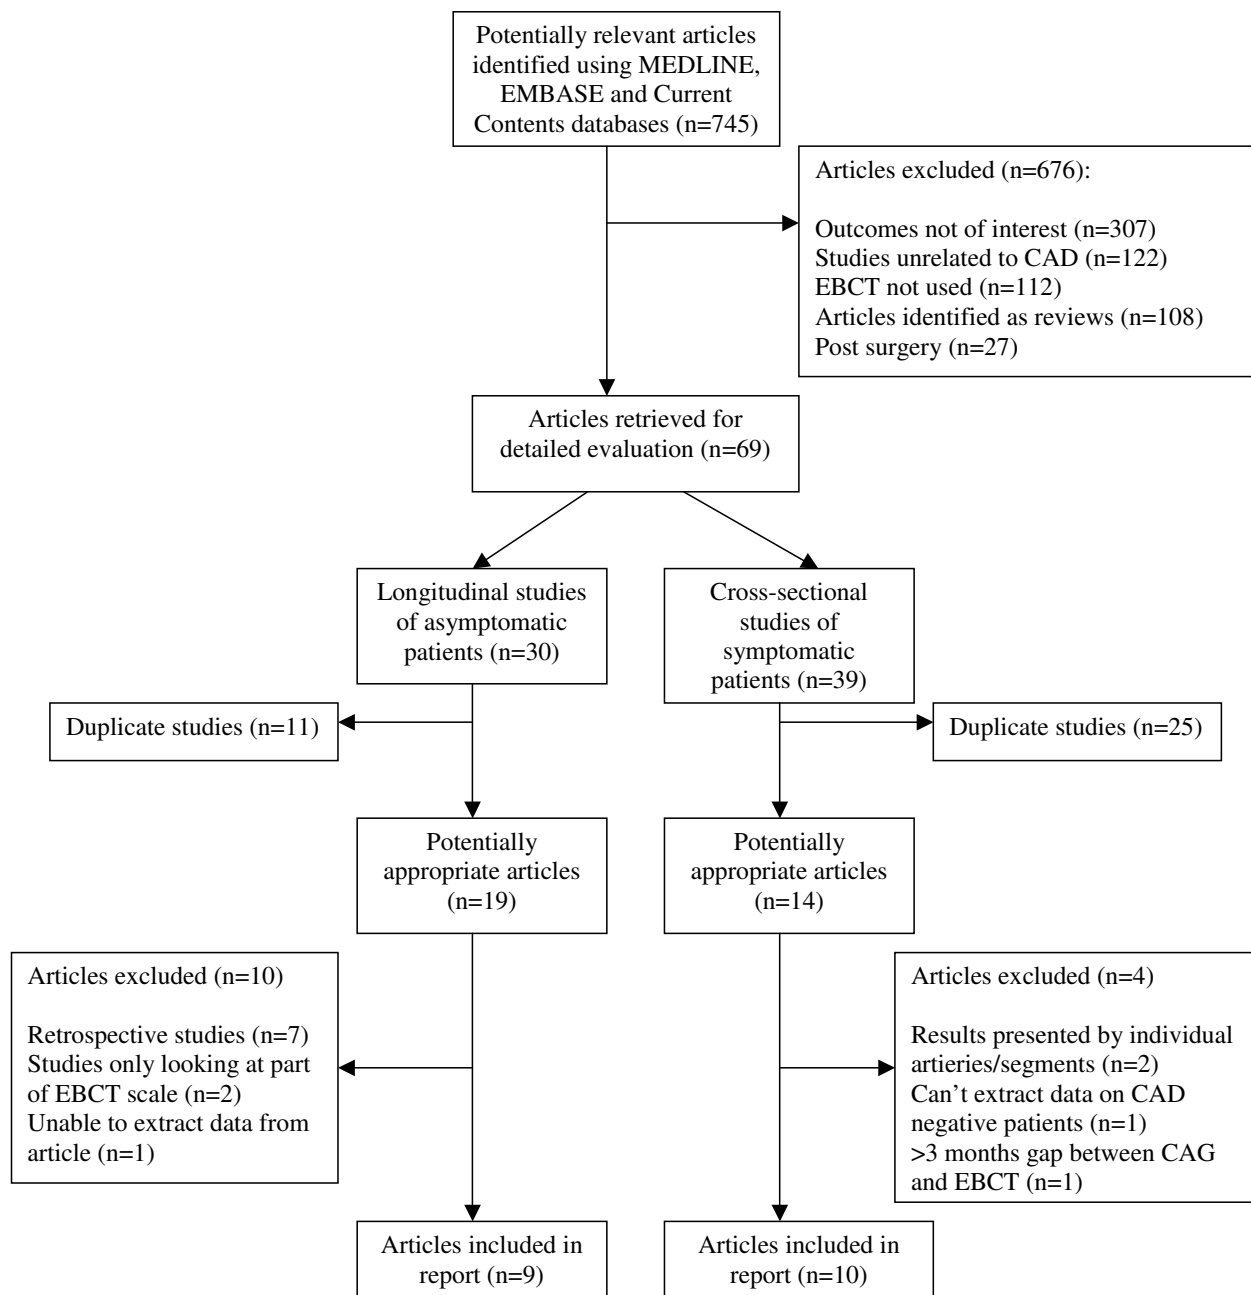 Potentially relevant articles
identified using MEDLINE,
EMBASE and Current
Contents databases (n=745)
Articles excluded (n=676):
Outcomes not of interest (n=307)
Studies unrelated to CAD (n=122)
EBCT not used (n=112)
Articles identified as reviews (n=108)
Post surgery (n=27)
Articles retrieved for
detailed evaluation (n=69)
Longitudinal studies
of asymptomatic
patients (n=30)
Cross-sectional
studies of
symptomatic
patients (n=39)
Duplicate studies (n=11)
Duplicate studies (n=25)
Potentially
appropriate articles
(n=19)
Potentially
appropriate articles
(n=14)
Articles excluded (n=10)
Retrospective studies (n=7)
Studies only looking at part
of EBCT scale (n=2)
Unable to extract data from
article (n=1)
Articles excluded (n=4)
Results presented by individual
artieries/segments (n=2)
Can't extract data on CAD
negative patients (n=1)
>3 months gap between CAG
and EBCT (n=1)
Articles included in
report (n=9)
Articles included in
report (n=10)